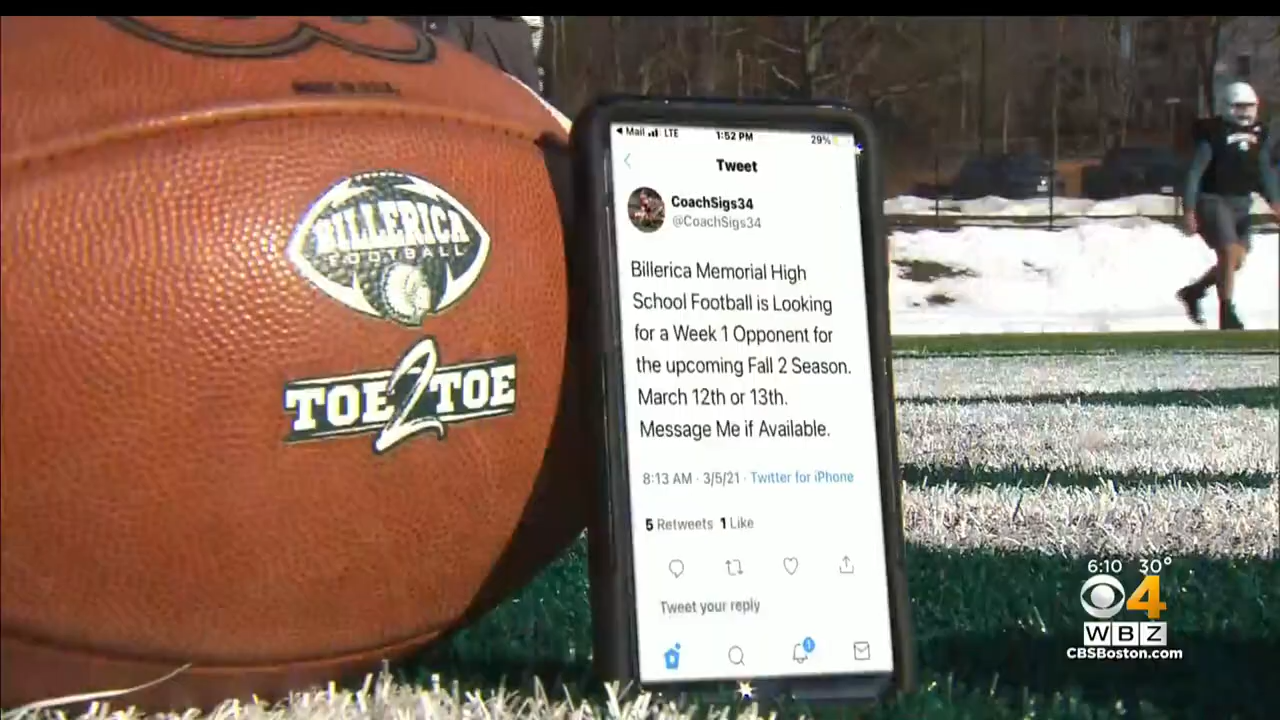 BILLERICA
FOOTBALL
TOE 2 TOE
Mail LTE 1:52 PM 29%
Tweet
CoachSigs34
@CoachSigs34
Billerica Memorial High
School Football is Looking
for a Week 1 Opponent for
the upcoming Fall 2 Season.
March 12th or 13th.
Message Me if Available.
8:13 AM · 3/5/21 · Twitter for iPhone
5 Retweets 1 Like
Tweet your reply
1
6:10 30°
4
WBZ
CBSBoston.com